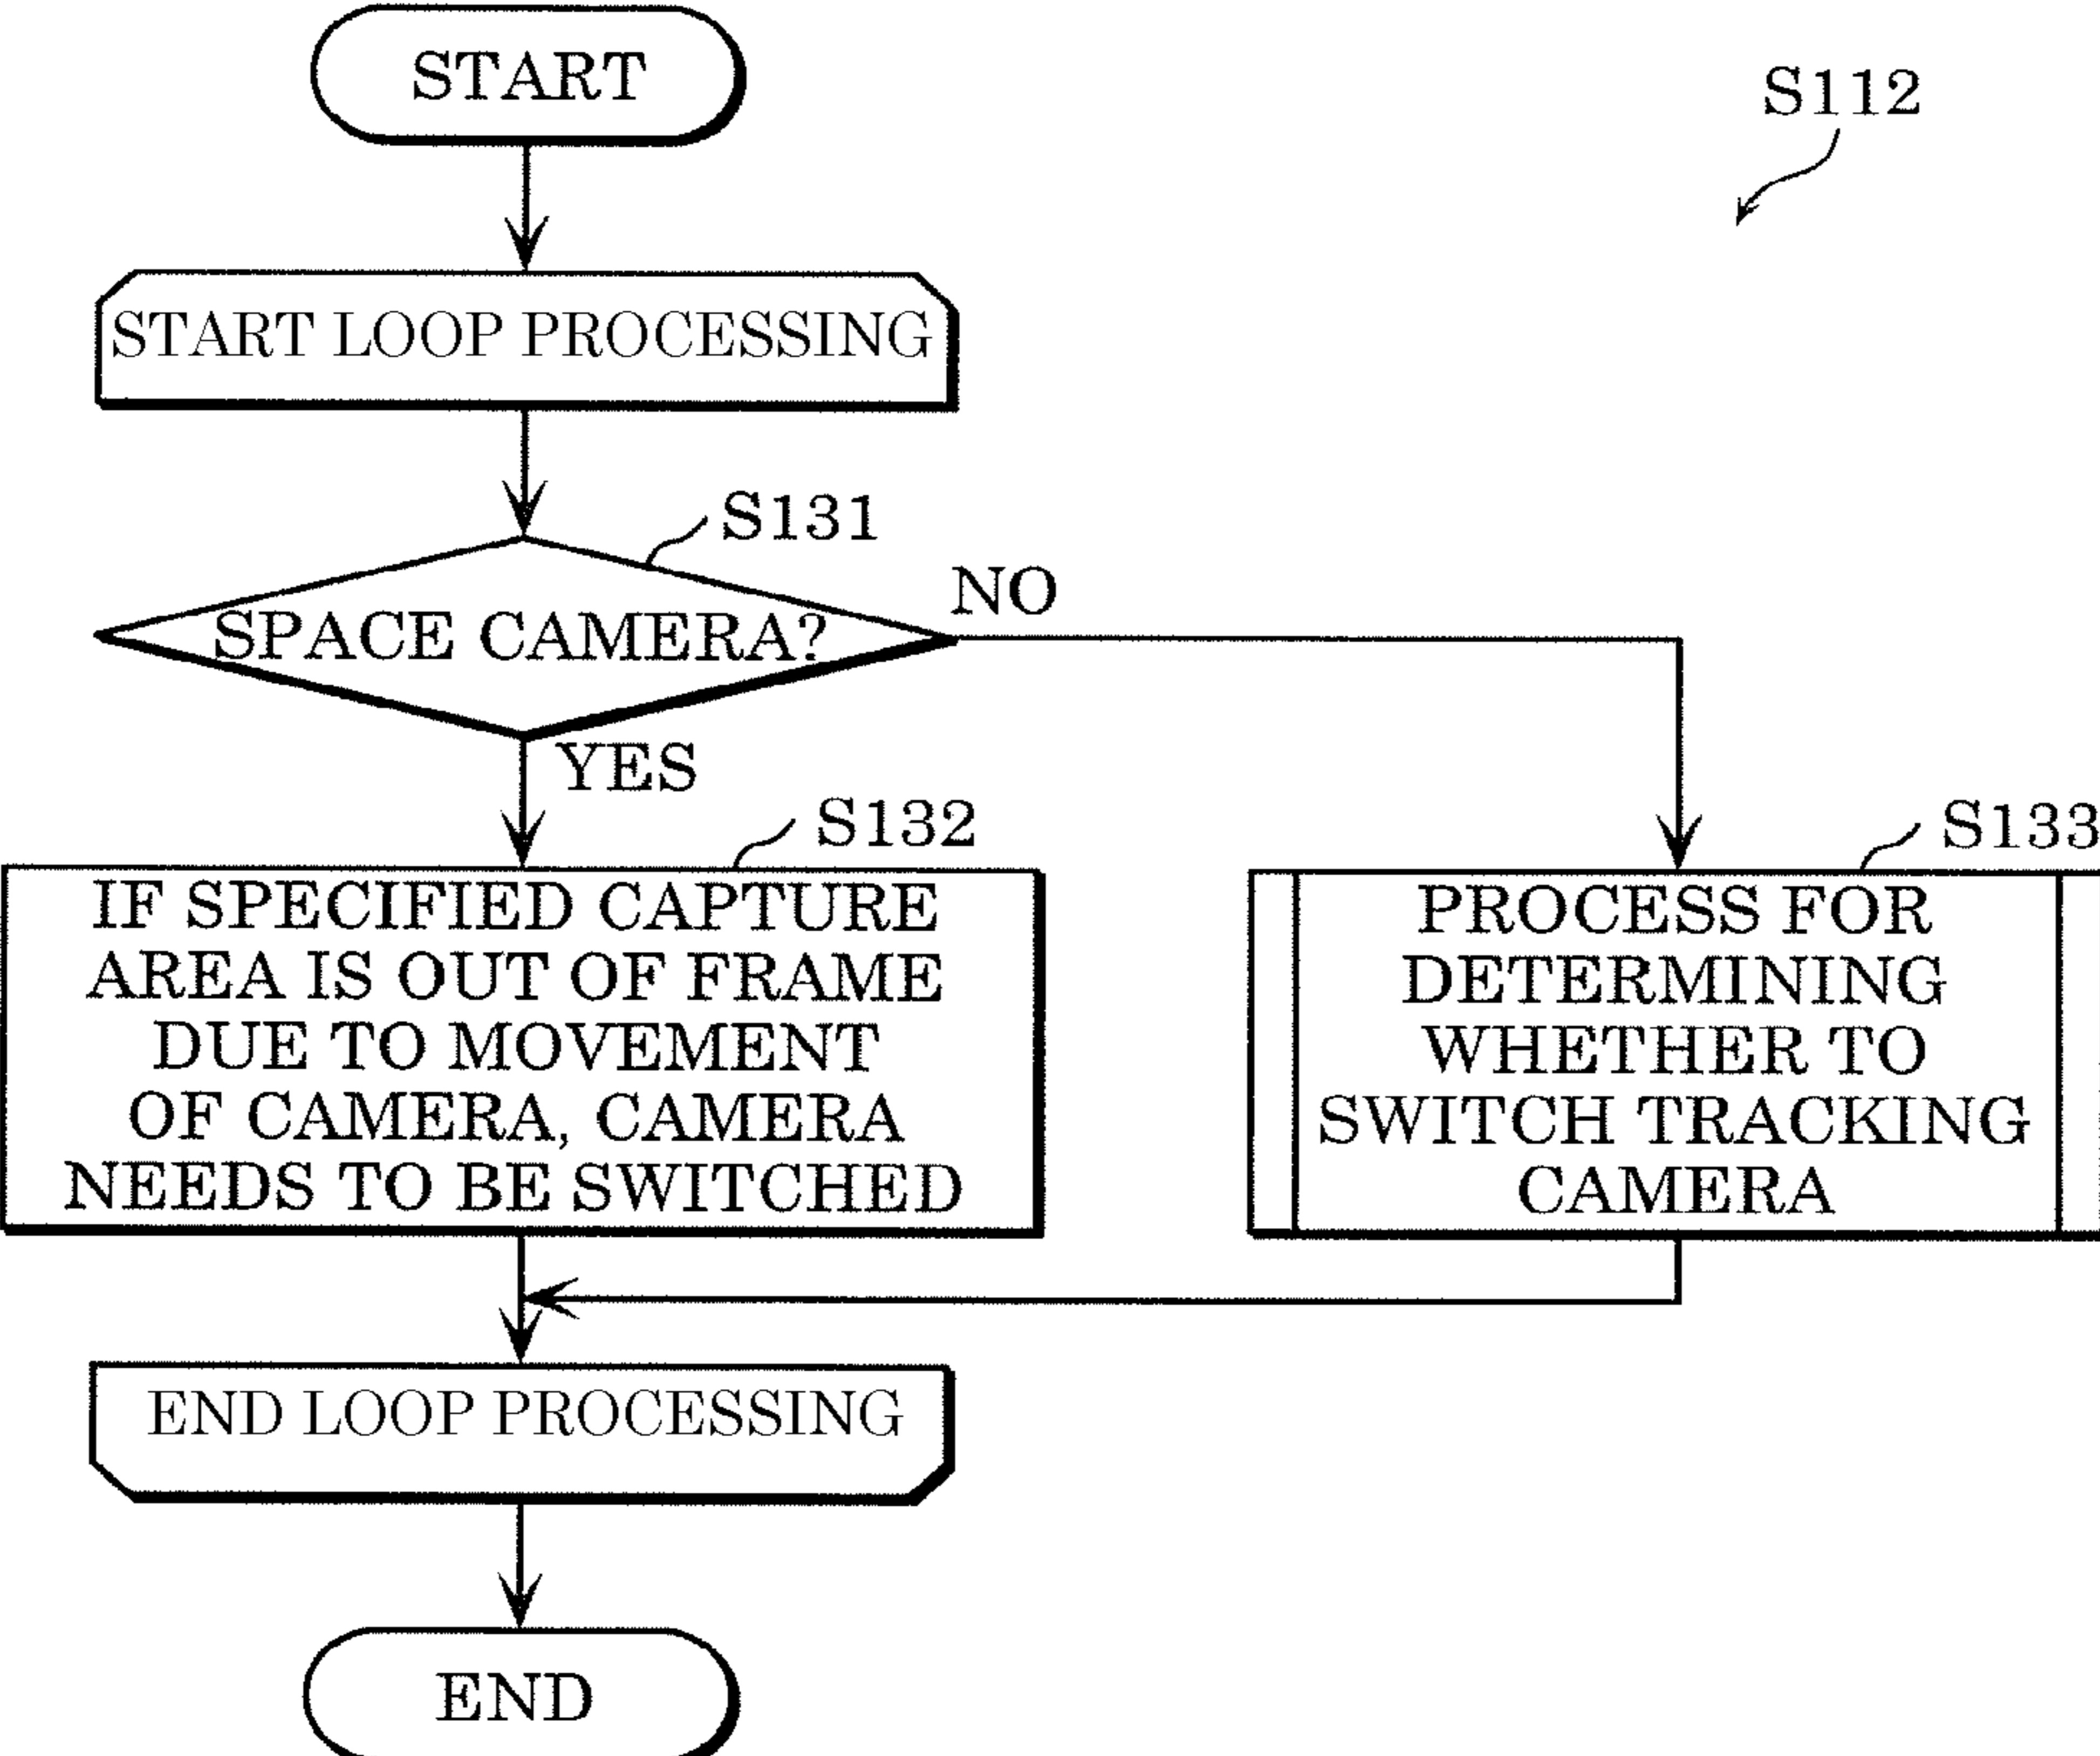 START
S112
START LOOP PROCESSING
S131
SPACE CAMERA?
NO
YES
S132
IF SPECIFIED CAPTURE
AREA IS OUT OF FRAME
DUE TO MOVEMENT
OF CAMERA, CAMERA
NEEDS TO BE SWITCHED
S133
PROCESS FOR
DETERMINING
WHETHER TO
SWITCH TRACKING
CAMERA
END LOOP PROCESSING
END